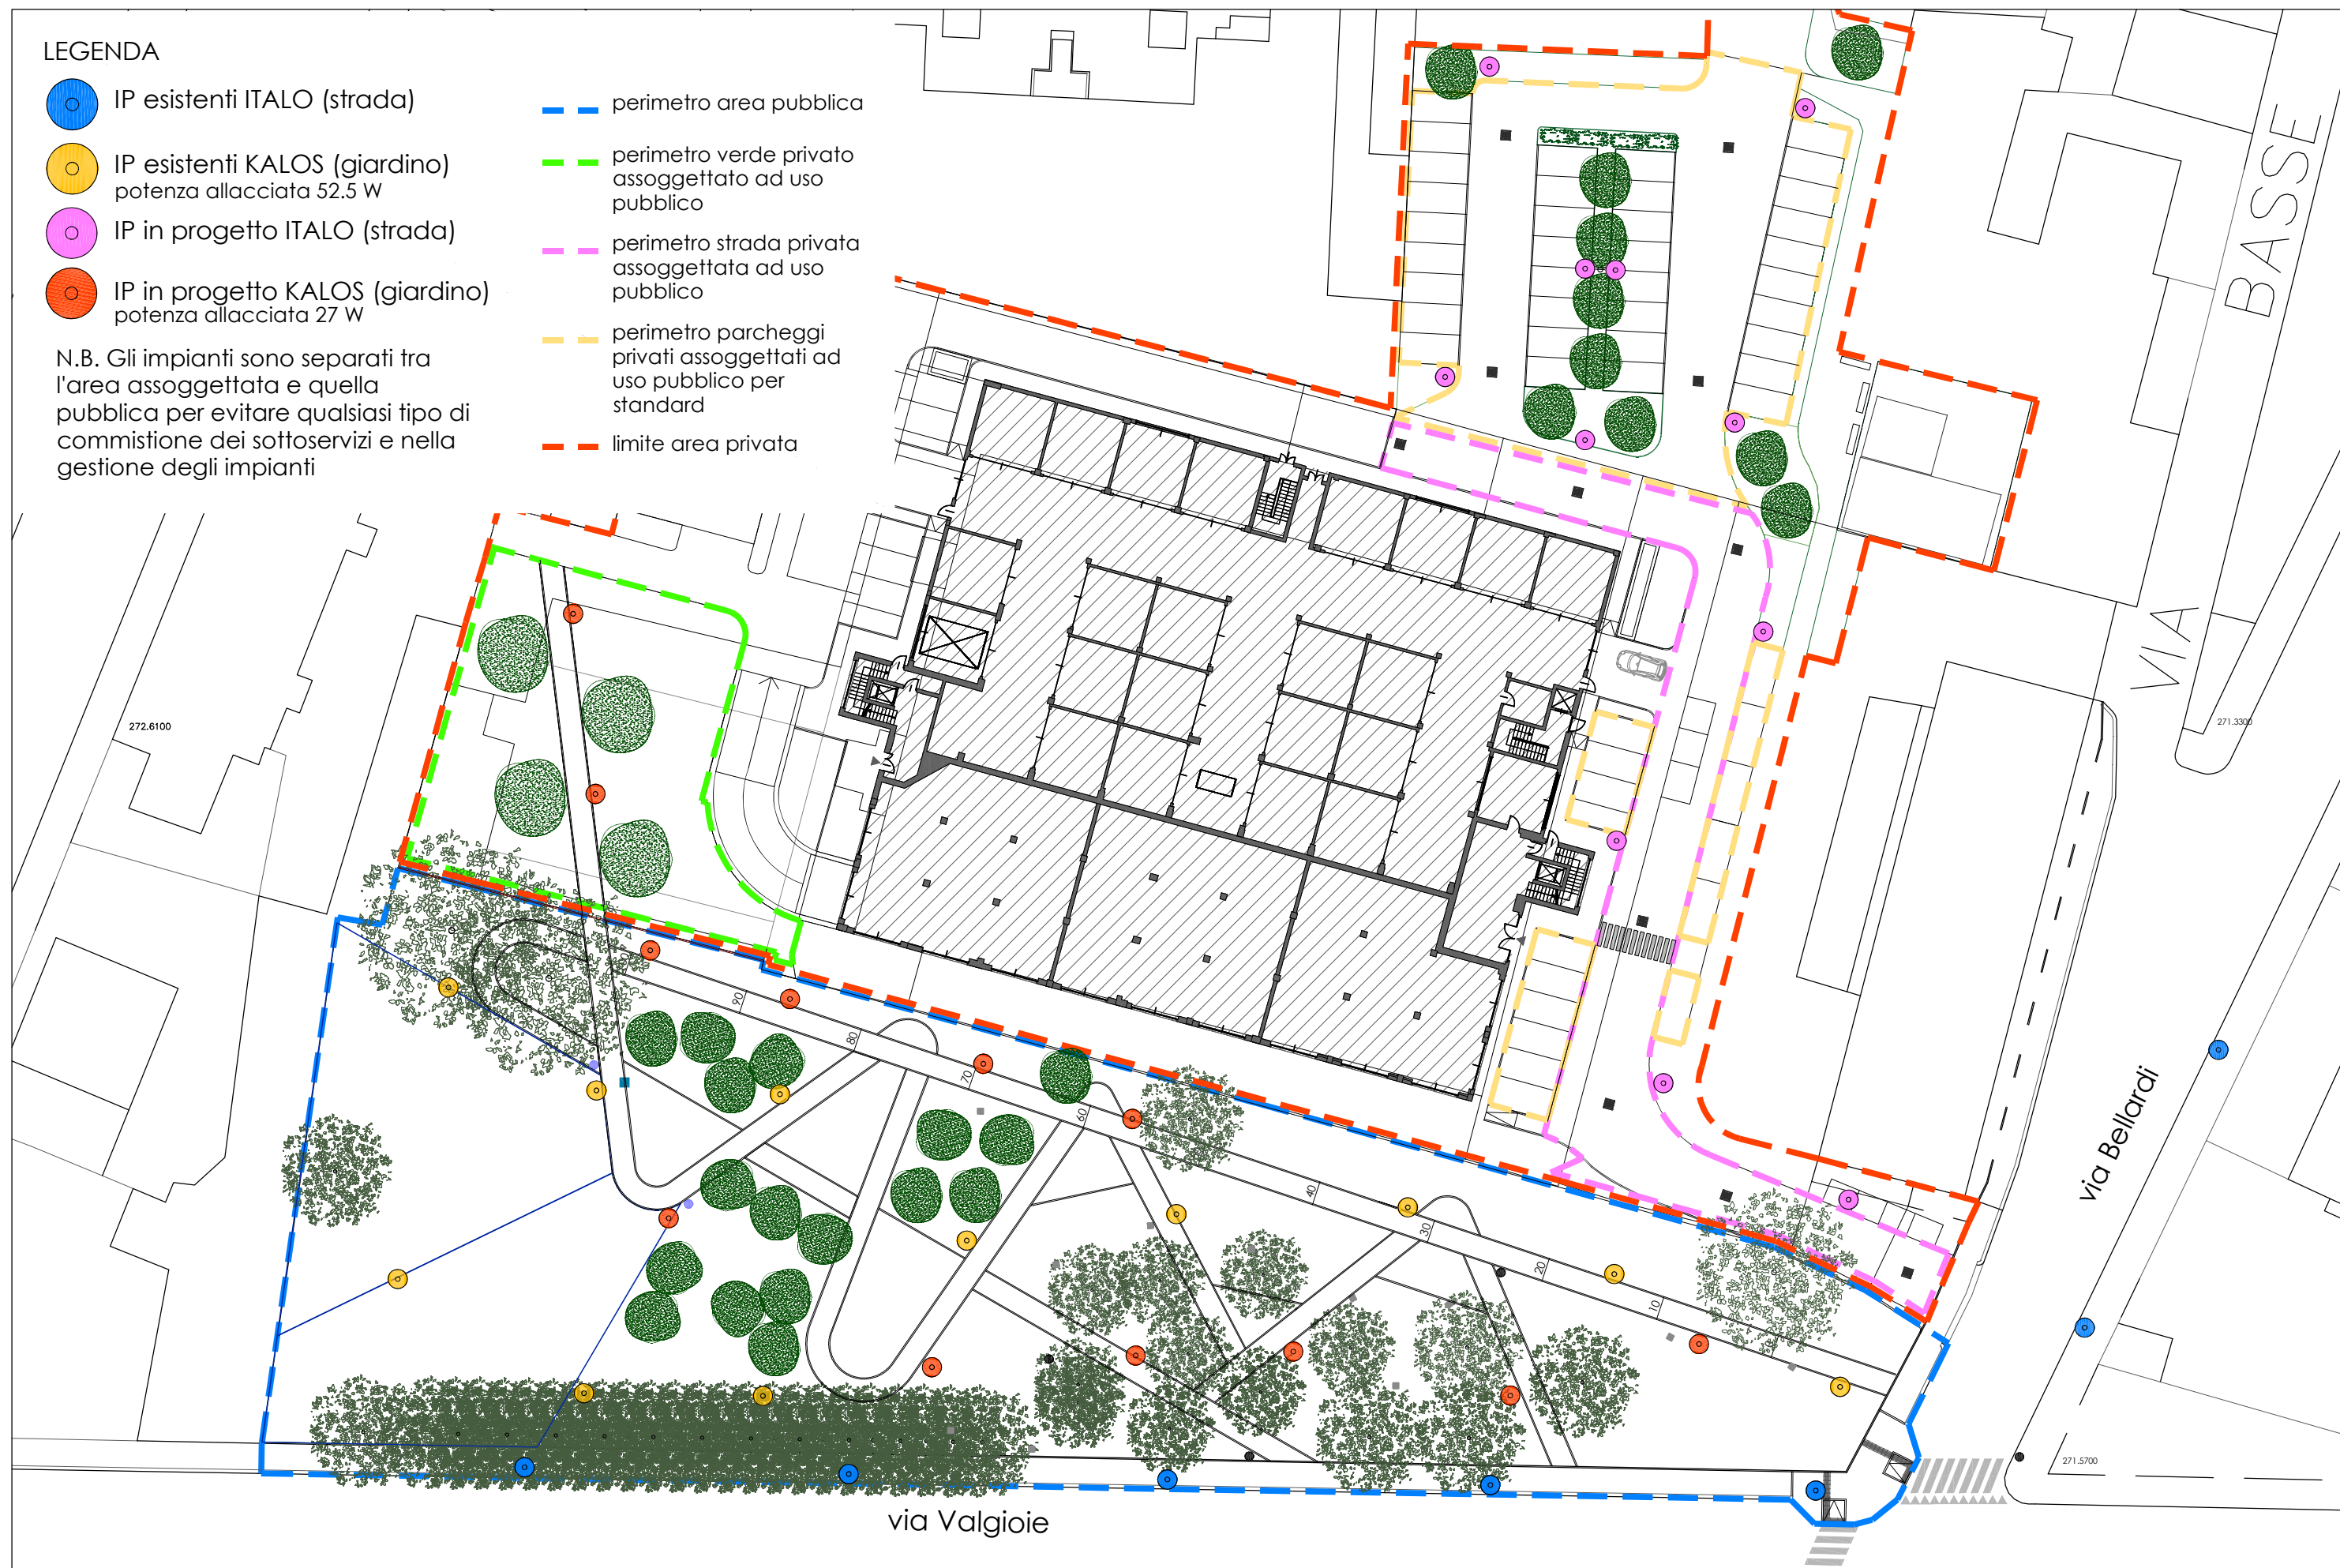 LEGENDA
IP esistenti ITALO (strada)
IP esistenti KALOS (giardino)
potenza allacciata 52.5 W
IP in progetto ITALO (strada)
IP in progetto KALOS (giardino)
potenza allacciata 27 W
N.B. Gli impianti sono separati tra
l'area assoggettata e quella
pubblica per evitare qualsiasi tipo di
commistione dei sottoservizi e nella
gestione degli impianti
perimetro area pubblica
perimetro verde privato
assoggettato ad uso
pubblico
perimetro strada privata
assoggettata ad uso
pubblico
perimetro parcheggi
privati assoggettati ad
uso pubblico per
standard
limite area privata
BASSE
VIA
272.6100
271.3300
via Bellardi
90
80
70
60
40
30
20
10
271.5700
via Valgioie